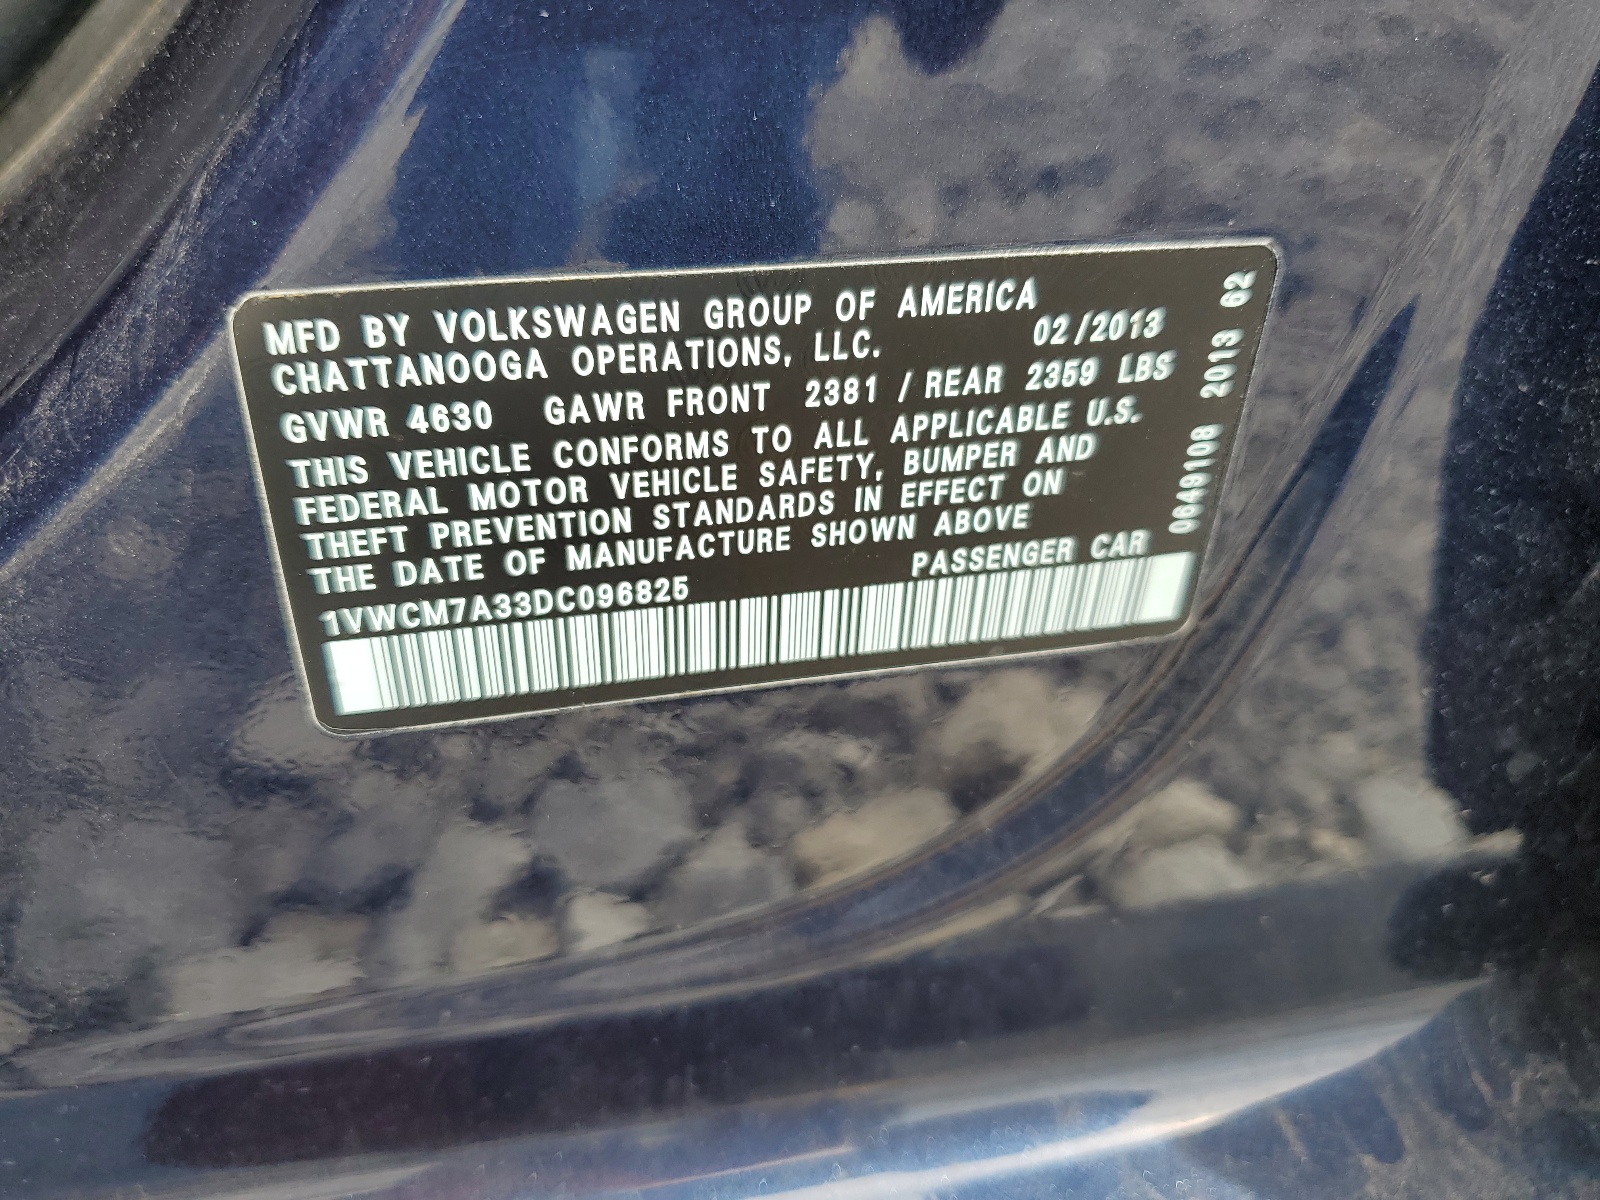 MFD BY VOLKSWAGEN GROUP OF AMERICA
CHATTANOOGA OPERATIONS, LLC. 02/2013
GVWR 4630 GAWR FRONT 2381 / REAR 2359 LBS
THIS VEHICLE CONFORMS TO ALL APPLICABLE U.S.
FEDERAL MOTOR VEHICLE SAFETY, BUMPER AND
THEFT PREVENTION STANDARDS IN EFFECT ON
THE DATE OF MANUFACTURE SHOWN ABOVE
1VWCM7A33DC096825 PASSENGER CAR
0649108 2013 62